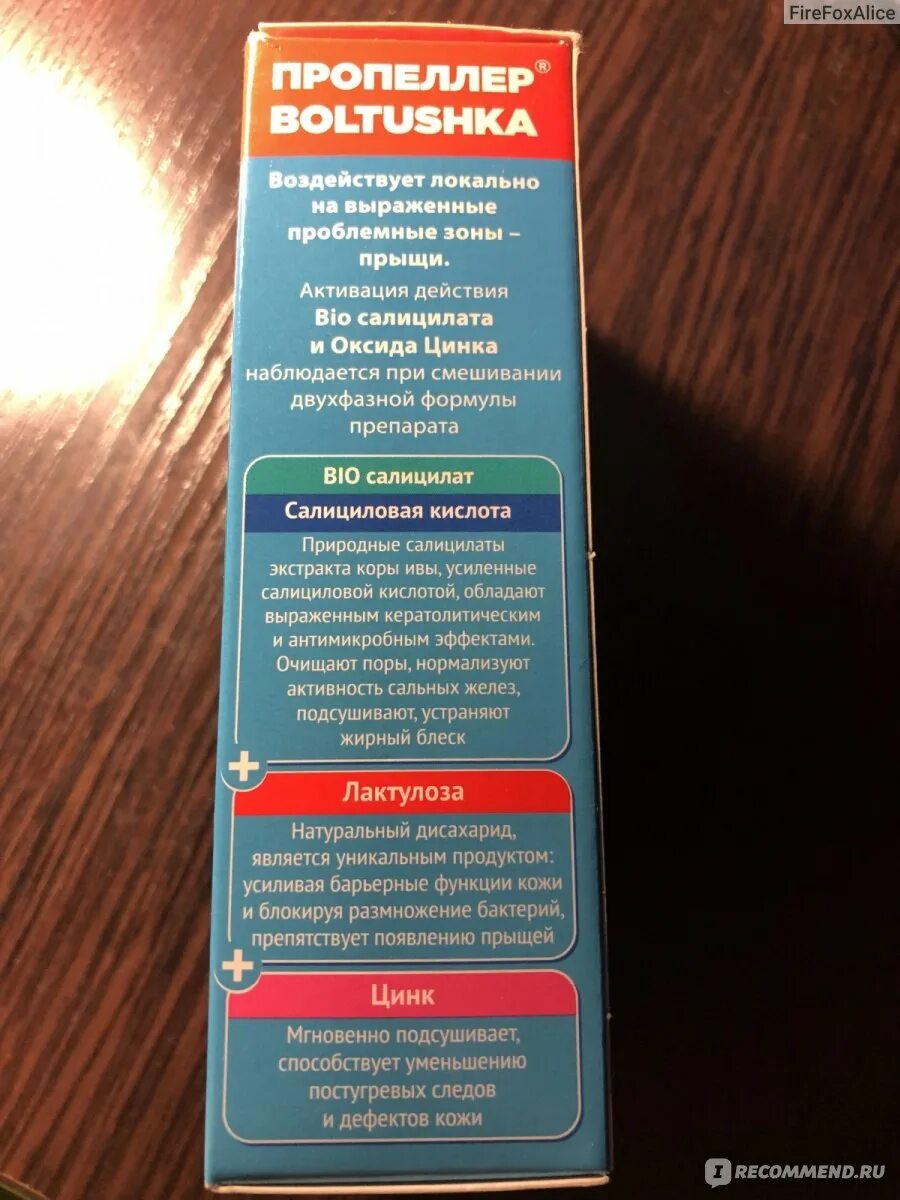 FireFoxAlice
ПРОПЕЛЛЕР®
BOLTUSHKA
Воздействует локально
на выраженные
проблемные зоны –
прыщи.
Активация действия
Bio салицилата
и Оксида Цинка
наблюдается при смешивании
двухфазной формулы
препарата
BIO салицилат
Салициловая кислота
Природные салицилаты
экстракта коры ивы, усиленные
салициловой кислотой, обладают
выраженным кератолитическим
и антимикробным эффектами.
Очищают поры, нормализуют
активность сальных желез,
подсушивают, устраняют
жирный блеск
+
Лактулоза
Натуральный дисахарид,
является уникальным продуктом:
усиливая барьерные функции кожи
и блокируя размножение бактерий,
препятствует появлению прыщей
+
Цинк
Мгновенно подсушивает,
способствует уменьшению
постугревых следов
и дефектов кожи
I RECOMMEND.RU